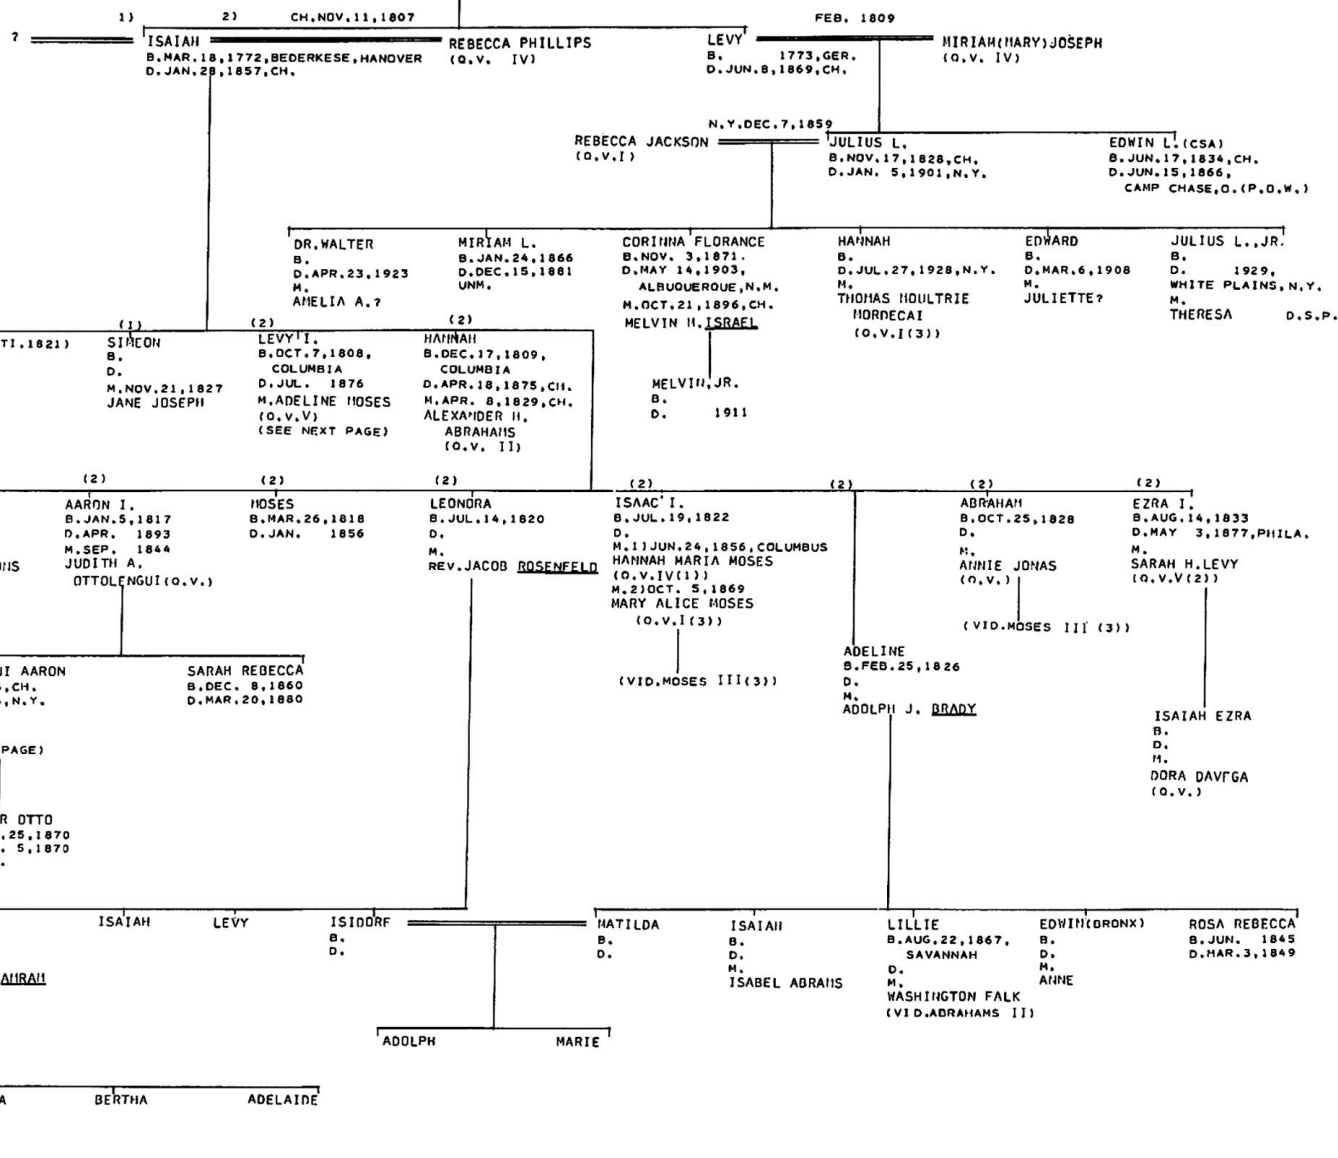 1) 2) CH.NOV.11,1807 FEB. 1809
?
ISAIAH
B.MAR.18,1772,BEDERKESE,HANOVER
D.JAN.28,1857,CH.
REBECCA PHILLIPS
(Q.V. IV)
LEVY
B. 1773,GER.
D.JUN.8,1869,CH.
MIRIAM(MARY)JOSEPH
(Q.V. IV)
N.Y.DEC.7,1859
REBECCA JACKSON
(Q.V.I)
JULIUS L.
B.NOV.17,1828,CH.
D.JAN. 5,1901,N.Y.
EDWIN L.(CSA)
B.JUN.17,1834,CH.
D.JUN.15,1866,
CAMP CHASE,O.(P.O.W.)
DR.WALTER
B.
D.APR.23,1923
M.
AMELIA A.?
MIRIAM L.
B.JAN.24,1866
D.DEC.15,1881
UNM.
CORINNA FLORANCE
B.NOV. 3,1871.
D.MAY 14,1903,
ALBUQUERQUE,N.M.
M.OCT.21,1896,CH.
MELVIN M.ISRAEL
HANNAH
B.
D.JUL.27,1928,N.Y.
M.
THOMAS MOULTRIE
MORDECAI
(Q.V.I(3))
EDWARD
B.
D.MAR.6,1908
M.
JULIETTE?
JULIUS L.,JR.
B.
D. 1929,
WHITE PLAINS,N.Y.
M.
THERESA D.S.P.
MELVIN,JR.
B.
D. 1911
TI.1821)
(1)
SIMEON
B.
D.
M.NOV.21,1827
JANE JOSEPH
(2)
LEVY I.
B.OCT.7,1808,
COLUMBIA
D.JUL. 1876
M.ADELINE MOSES
(Q.V.V)
(SEE NEXT PAGE)
(2)
HANNAH
B.DEC.17,1809,
COLUMBIA
D.APR.18,1875,CH.
M.APR. 8,1829,CH.
ALEXANDER H.
ABRAHAMS
(Q.V. II)
NS
(2)
AARON I.
B.JAN.5,1817
D.APR. 1893
M.SEP. 1844
JUDITH A.
OTTOLENGUI(Q.V.)
(2)
MOSES
B.MAR.26,1818
D.JAN. 1856
(2)
LEONORA
B.JUL.14,1820
D.
M.
REV.JACOB ROSENFELD
(2)
ISAAC I.
B.JUL.19,1822
D.
M.1)JUN.24,1856,COLUMBUS
HANNAH MARIA MOSES
(Q.V.IV(1))
M.2)OCT. 5,1869
MARY ALICE MOSES
(Q.V.I(3))
(VID.MOSES III(3))
(2)
ADELINE
B.FEB.25,1826
D.
M.
ADOLPH J. BRADY
(2)
ABRAHAM
B.OCT.25,1828
D.
M.
ANNIE JONAS
(Q.V.)
(VID.MOSES III (3))
(2)
EZRA I.
B.AUG.14,1833
D.MAY 3,1877,PHILA.
M.
SARAH H.LEVY
(Q.V.V(2))
ISAIAH EZRA
B.
D.
M.
DORA DAVEGA
(Q.V.)
NI AARON
,CH.
,N.Y.
PAGE)
SARAH REBECCA
B.DEC. 8,1860
D.MAR.20,1880
R OTTO
.25,1870
. 5,1870
.
ISAIAH
LEVY
ISIDORE
B.
D.
MATILDA
B.
D.
ISAIAH
B.
D.
M.
ISABEL ABRAMS
LILLIE
B.AUG.22,1867,
SAVANNAH
D.
M.
WASHINGTON FALK
(VID.ABRAHAMS II)
EDWIN(BRONX)
B.
D.
M.
ANNE
ROSA REBECCA
B.JUN. 1845
D.MAR.3,1849
AMRAM
ADOLPH
MARIE
A
BERTHA
ADELAIDE